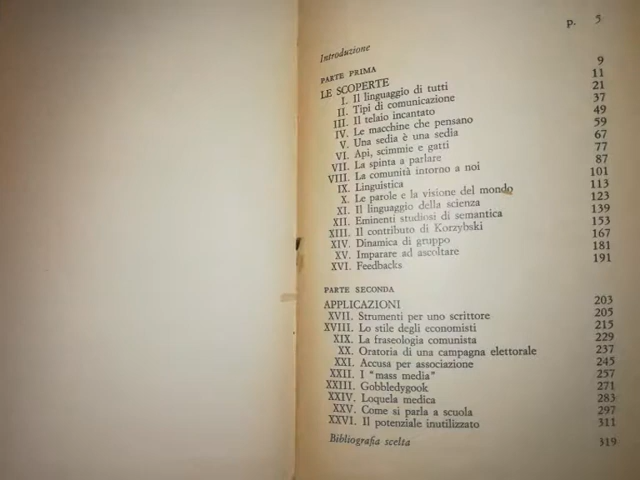 Introduzione p. 5
PARTE PRIMA
LE SCOPERTE 9
I. Il linguaggio di tutti 11
II. Tipi di comunicazione 21
III. Il telaio incantato 37
IV. Le macchine che pensano 49
V. Una sedia è una sedia 59
VI. Api, scimmie e gatti 67
VII. La spinta a parlare 77
VIII. La comunità intorno a noi 87
IX. Linguistica 101
X. Le parole e la visione del mondo 113
XI. Il linguaggio della scienza 123
XII. Eminenti studiosi di semantica 139
XIII. Il contributo di Korzybski 153
XIV. Dinamica di gruppo 167
XV. Imparare ad ascoltare 181
XVI. Feedbacks 191
PARTE SECONDA
APPLICAZIONI 203
XVII. Strumenti per uno scrittore 205
XVIII. Lo stile degli economisti 215
XIX. La fraseologia comunista 229
XX. Oratoria di una campagna elettorale 237
XXI. Accusa per associazione 245
XXII. I "mass media" 257
XXIII. Gobbledygook 271
XXIV. Loquela medica 283
XXV. Come si parla a scuola 297
XXVI. Il potenziale inutilizzato 311
Bibliografia scelta 319